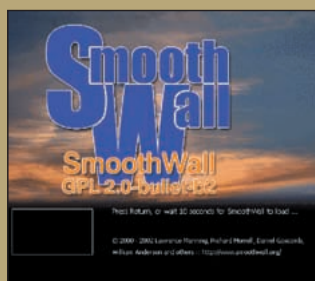 Smooth
Wall
SmoothWall
GPL 2.0-build-B2
Press Return, or wait 10 seconds for SmoothWall to load ...
© 2000 - 2002 Lawrence Manning, Richard Morrell, Daniel Goscomb,
William Anderson and others - http://www.smoothwall.org/